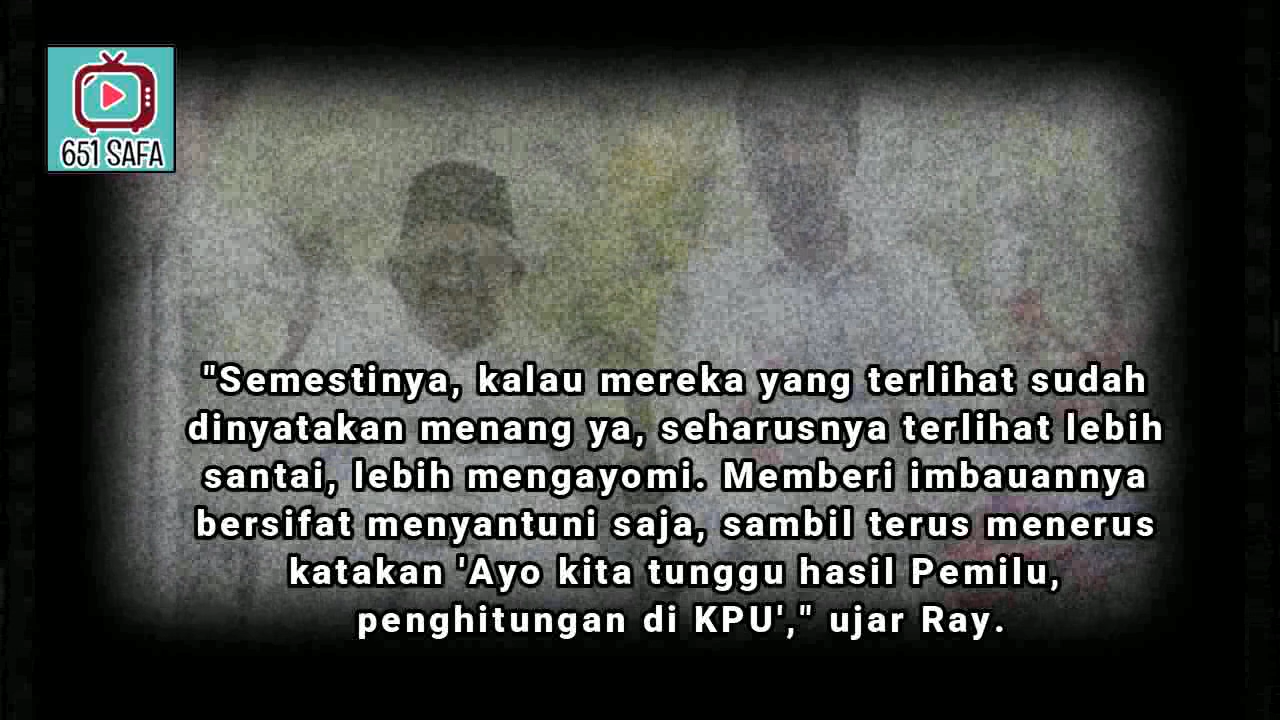 651 SAFA
"Semestinya, kalau mereka yang terlihat sudah
dinyatakan menang ya, seharusnya terlihat lebih
santai, lebih mengayomi. Memberi imbauannya
bersifat menyantuni saja, sambil terus menerus
katakan 'Ayo kita tunggu hasil Pemilu,
penghitungan di KPU'," ujar Ray.